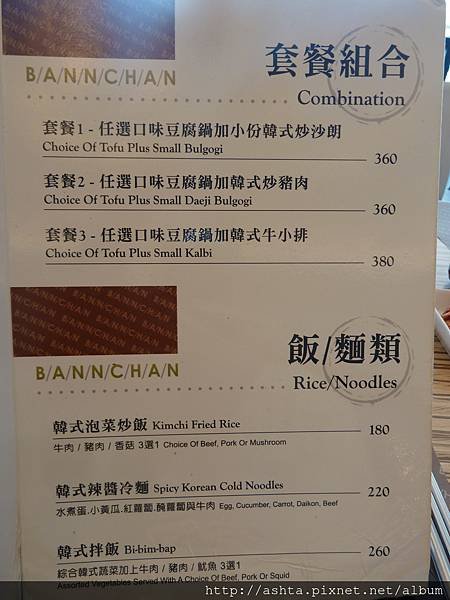 B/A/N/N/C/H/A/N
套餐組合
Combination
套餐1 - 任選口味豆腐鍋加小份韓式炒沙朗
Choice Of Tofu Plus Small Bulgogi 360
套餐2 - 任選口味豆腐鍋加韓式炒豬肉
Choice Of Tofu Plus Small Daeji Bulgogi 360
套餐3 - 任選口味豆腐鍋加韓式牛小排
Choice Of Tofu Plus Small Kalbi 380
B/A/N/N/C/H/A/N
飯/麵類
Rice/Noodles
韓式泡菜炒飯 Kimchi Fried Rice 180
牛肉 / 豬肉 / 香菇 3選1 Choice Of Beef, Pork Or Mushroom
韓式辣醬冷麵 Spicy Korean Cold Noodles 220
水煮蛋.小黃瓜.紅蘿蔔.醃蘿蔔與牛肉 Egg, Cucumber, Carrot, Daikon, Beef
韓式拌飯 Bi-bim-bap 260
綜合韓式蔬菜加上牛肉 / 豬肉 / 魷魚 3選1
Assorted Vegetables Served With A Choice Of Beef, Pork Or Squid
http://ashta.pixnet.net/album